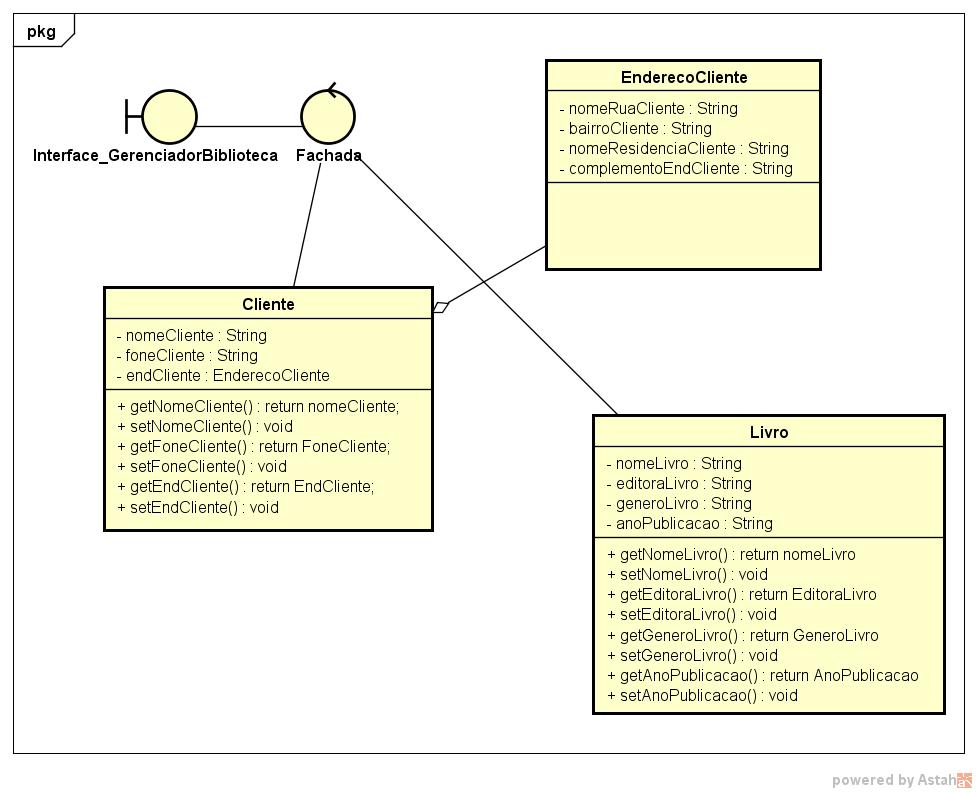 pkg
Interface_GerenciadorBiblioteca
Fachada
EnderecoCliente
- nomeRuaCliente : String
- bairroCliente : String
- nomeResidenciaCliente : String
- complementoEndCliente : String
Cliente
- nomeCliente : String
- foneCliente : String
- endCliente : EnderecoCliente
+ getNomeCliente() : return nomeCliente;
+ setNomeCliente() : void
+ getFoneCliente() : return FoneCliente;
+ setFoneCliente() : void
+ getEndCliente() : return EndCliente;
+ setEndCliente() : void
Livro
- nomeLivro : String
- editoraLivro : String
- generoLivro : String
- anoPublicacao : String
+ getNomeLivro() : return nomeLivro
+ setNomeLivro() : void
+ getEditoraLivro() : return EditoraLivro
+ setEditoraLivro() : void
+ getGeneroLivro() : return GeneroLivro
+ setGeneroLivro() : void
+ getAnoPublicacao() : return AnoPublicacao
+ setAnoPublicacao() : void
powered by Astah